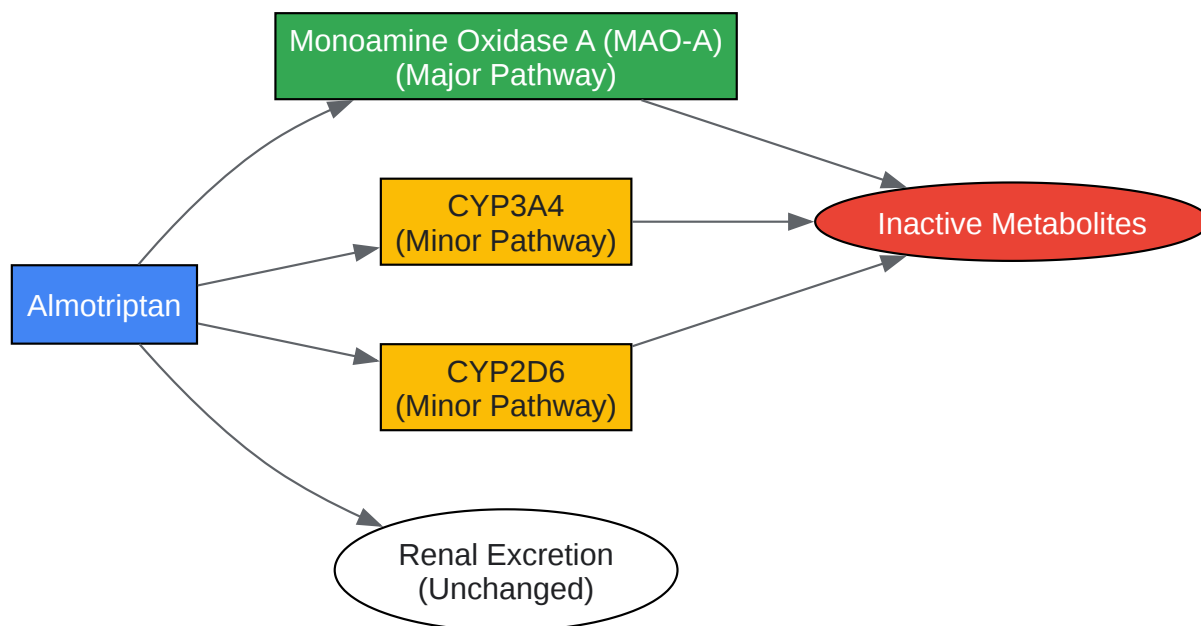 Monoamine Oxidase A (MAO-A)
(Major Pathway)
CYP3A4
(Minor Pathway)
Inactive Metabolites
Almotriptan
CYP2D6
(Minor Pathway)
Renal Excretion
(Unchanged)